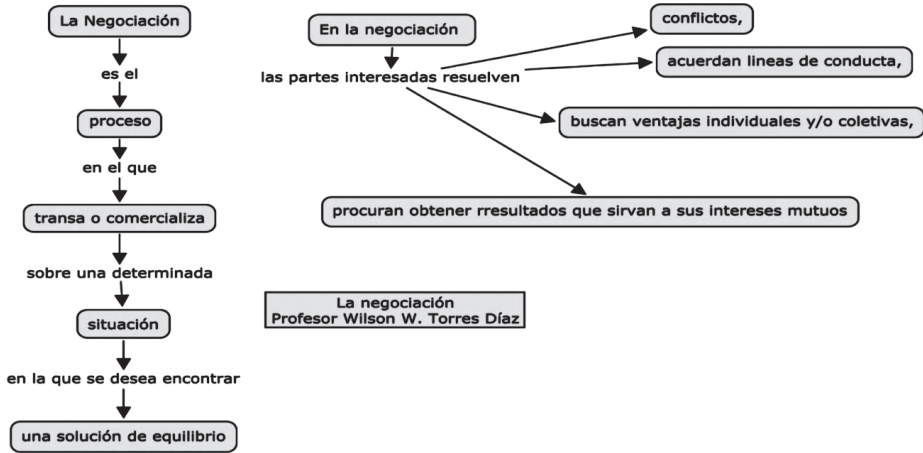 La Negociación
es el
proceso
en el que
transa o comercializa
sobre una determinada
situación
en la que se desea encontrar
una solución de equilibrio
En la negociación
las partes interesadas resuelven
conflictos,
acuerdan lineas de conducta,
buscan ventajas individuales y/o coletivas,
procuran obtener rresultados que sirvan a sus intereses mutuos
La negociación
Profesor Wilson W. Torres Díaz